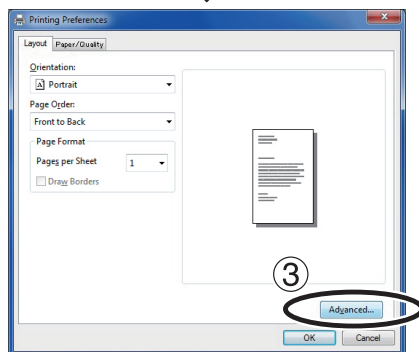 Printing Preferences
Layout Paper/Quality
Orientation:
A Portrait
Page Order:
Front to Back
Page Format
Pages per Sheet 1
Draw Borders
③
Advanced...
OK Cancel